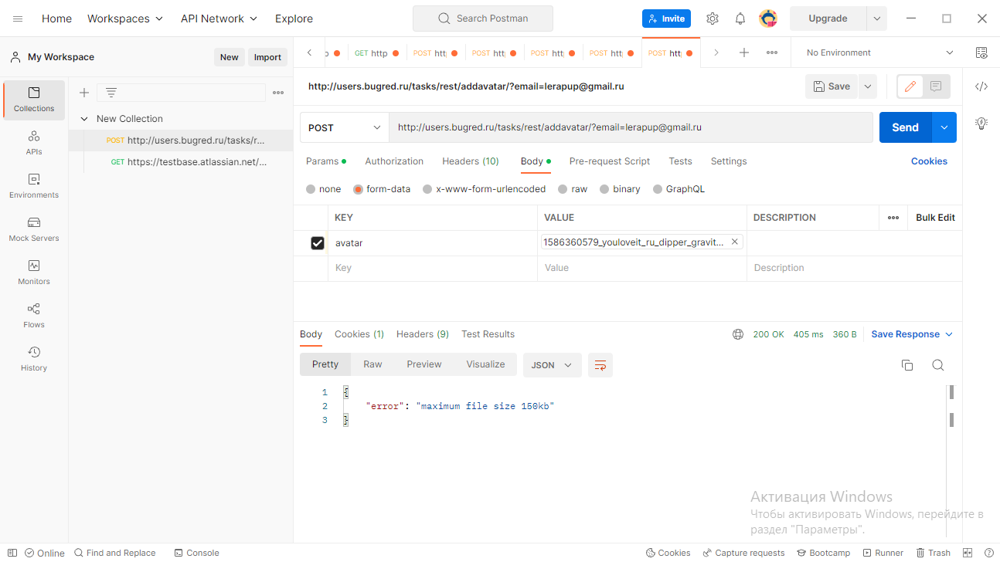 Home Workspaces API Network Explore Search Postman Invite Upgrade
My Workspace New Import
GET http POST htt POST htt POST htt POST htt POST htt No Environment
http://users.bugred.ru/tasks/rest/addavatar/?email=lerapup@gmail.ru Save
Collections
APIs
Environments
Mock Servers
Monitors
Flows
History
New Collection
POST http://users.bugred.ru/tasks/r...
GET https://testbase.atlassian.net/...
POST http://users.bugred.ru/tasks/rest/addavatar/?email=lerapup@gmail.ru Send
Params Authorization Headers (10) Body Pre-request Script Tests Settings Cookies
none form-data x-www-form-urlencoded raw binary GraphQL
KEY VALUE DESCRIPTION Bulk Edit
avatar 1586360579_youloveit_ru_dipper_gravit...
Key Value Description
Body Cookies (1) Headers (9) Test Results 200 OK 405 ms 360 B Save Response
Pretty Raw Preview Visualize JSON
1 {
2 "error": "maximum file size 150kb"
3 }
Активация Windows
Чтобы активировать Windows, перейдите в
раздел "Параметры".
Online Find and Replace Console Cookies Capture requests Bootcamp Runner Trash